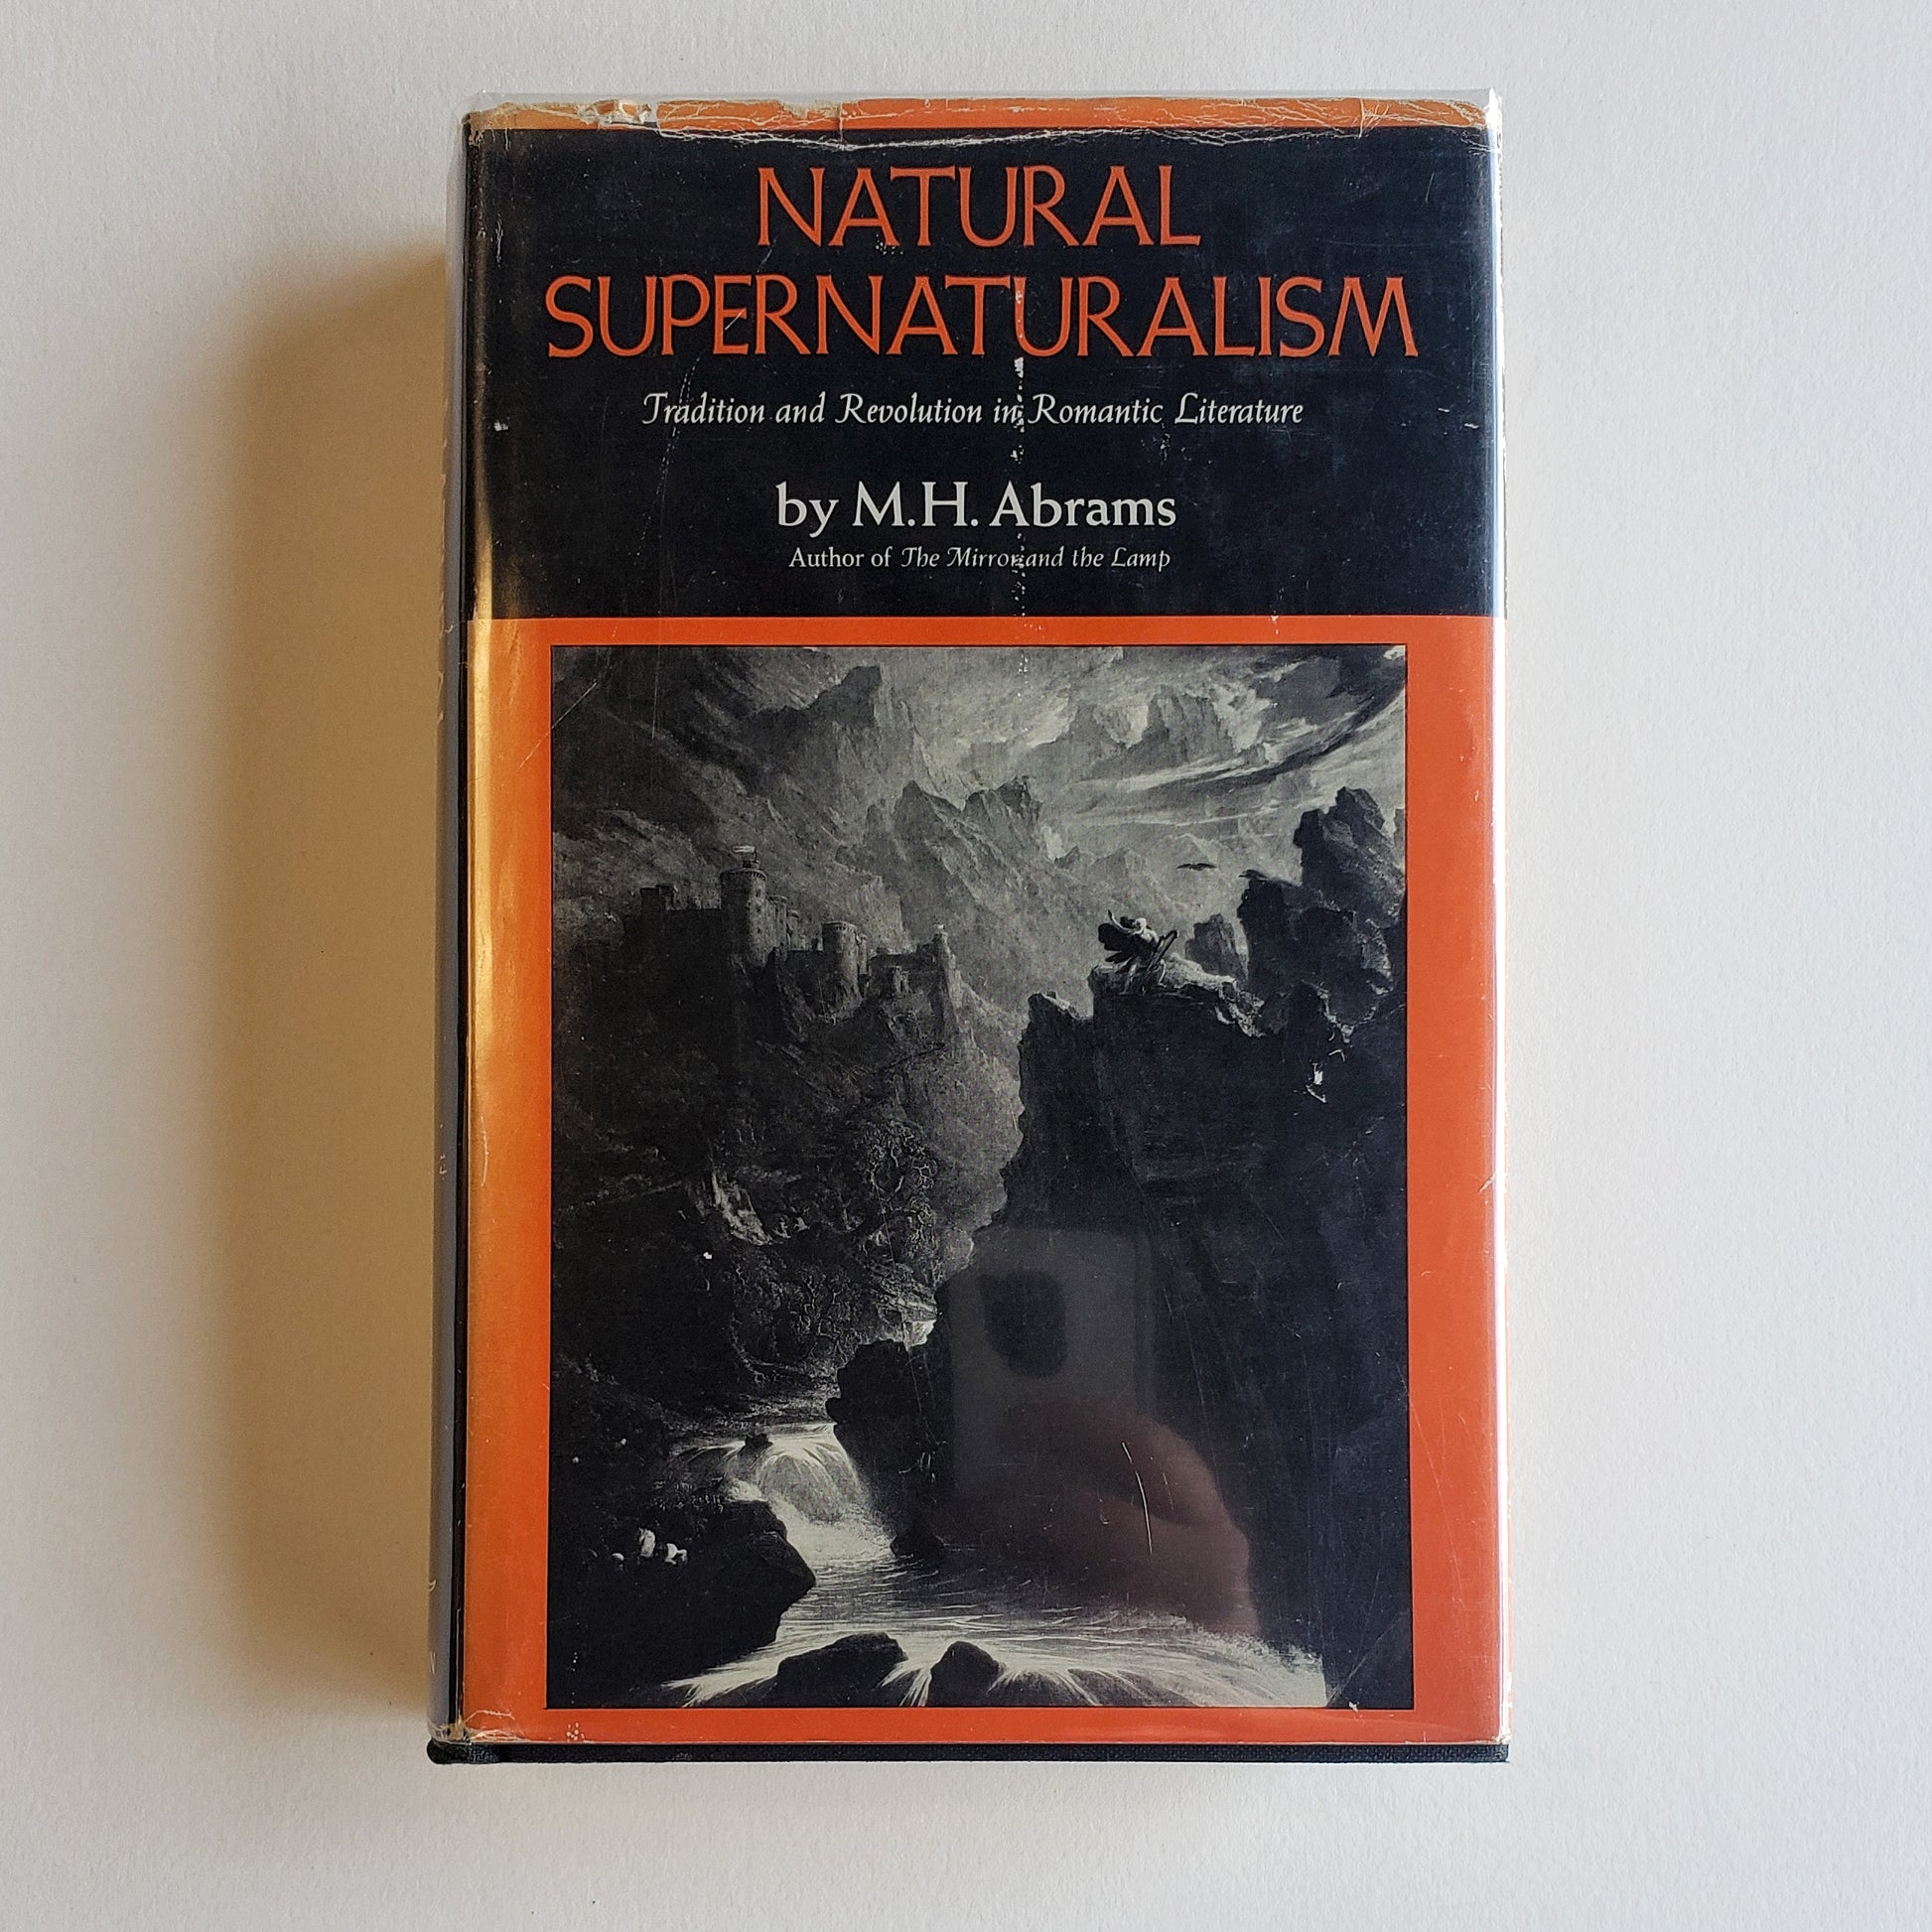 NATURAL
SUPERNATURALISM
Tradition and Revolution in Romantic Literature
by M.H. Abrams
Author of The Mirror and the Lamp